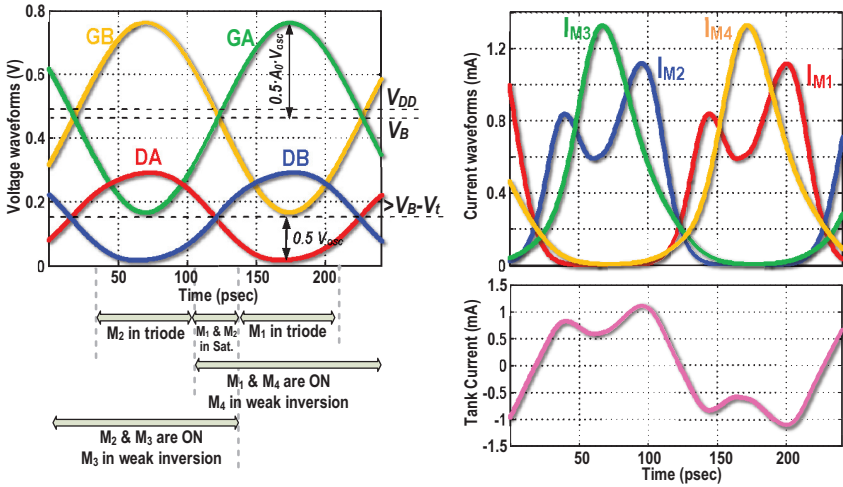 Voltage waveforms (V)
0.8
0.6
0.4
0.2
0
GB
GA
0.5·A₀·Vosc
VDD
VB
DA
DB
>VB-Vt
0.5 Vosc
50
100
150
200
Time (psec)
M₂ in triode
M₁ & M₂
in Sat.
M₁ in triode
M₁ & M₄ are ON
M₄ in weak inversion
M₂ & M₃ are ON
M₃ in weak inversion
Current waveforms (mA)
1.2
0.8
0.4
0
IM3
IM2
IM4
IM1
Tank Current (mA)
1
0.5
0
-0.5
-1
-1.5
50
100
150
200
Time (psec)